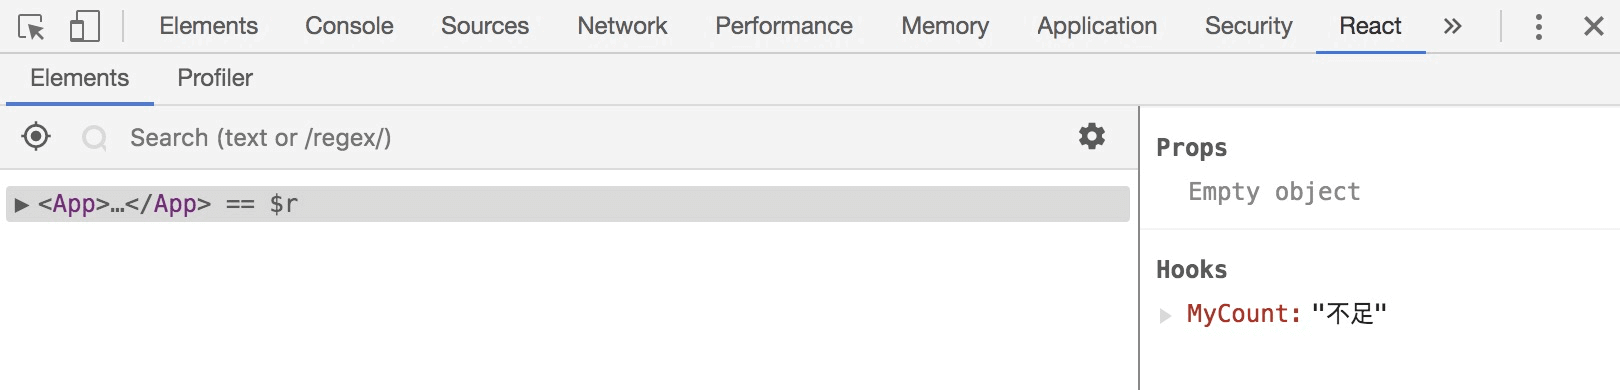 Elements Console Sources Network Performance Memory Application Security React »
Elements Profiler
Search (text or /regex/)
▶ <App>…</App> == $r
Props
Empty object
Hooks
▶ MyCount: "不足"